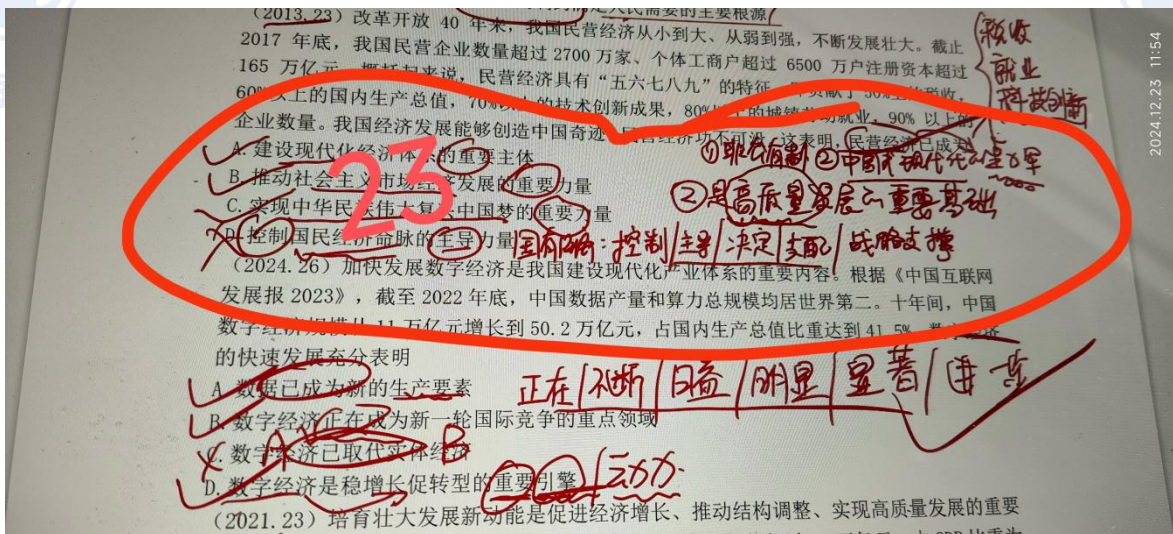 人民需要的主要根源
（2013.23）改革开放 40 年来，我国民营经济从小到大、从弱到强，不断发展壮大。截止
2017 年底，我国民营企业数量超过 2700 万家、个体工商户超过 6500 万户注册资本超过
165 万亿元。概括起来说，民营经济具有“五六七八九”的特征，
60%以上的国内生产总值，70%的技术创新成果，80%以上的城镇劳动就业，90% 以上的
企业数量。我国经济发展能够创造中国奇迹，民营经济功不可没。这表明，民营经济已成为
税收
就业
科技创新
A. 建设现代化经济体系的重要主体
B. 推动社会主义市场经济发展的重要力量
C. 实现中华民族伟大复兴中国梦的重要力量
D. 控制国民经济命脉的主导力量
23
① ②中国式现代化的生力军
②是高质量发展的重要基础
国有经济：控制/主导/决定/支配/战略支撑
（2024.26）加快发展数字经济是我国建设现代化产业体系的重要内容。根据《中国互联网
发展报 2023》，截至 2022 年底，中国数据产量和算力总规模均居世界第二。十年间，中国
数字经济规模从 11 万亿元增长到 50.2 万亿元，占国内生产总值比重达到 41.5%，数字经济
的快速发展充分表明
A. 数据已成为新的生产要素
正在/不断/日益/明显/显著/进一步
B. 数字经济正在成为新一轮国际竞争的重点领域
C. 数字经济已取代实体经济
A B
D. 数字经济是稳增长促转型的重要引擎
动力
（2021.23）培育壮大发展新动能是促进经济增长、推动结构调整、实现高质量发展的重要
2024.12.23 11:54